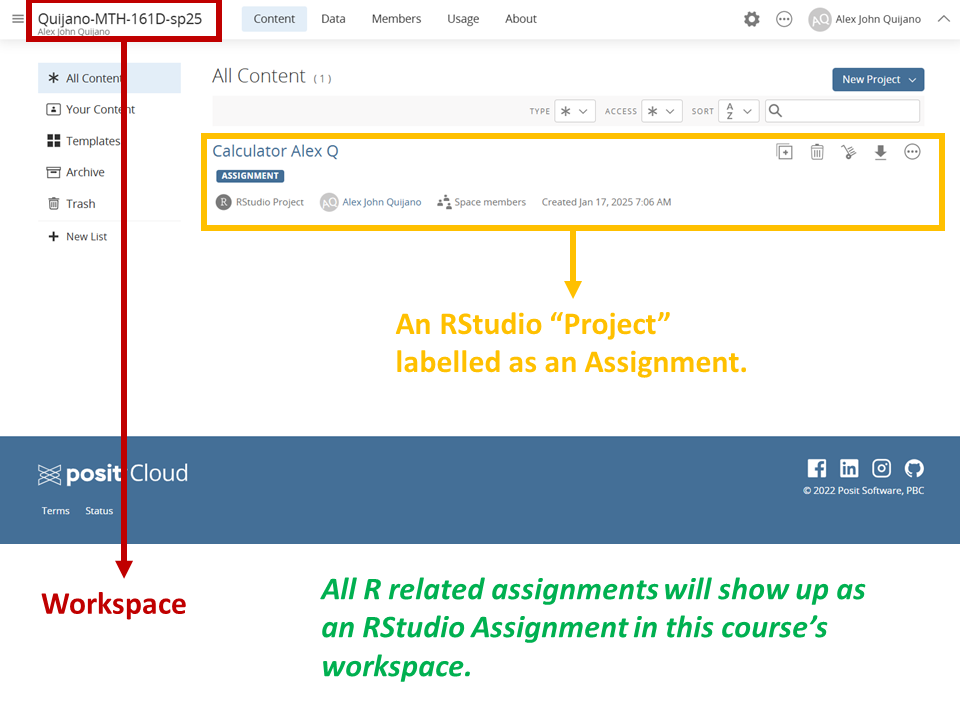 Quijano-MTH-161D-sp25
Alex John Quijano
Content Data Members Usage About
AQ Alex John Quijano
All Content
Your Content
Templates
Archive
Trash
New List
All Content (1)
New Project
TYPE ACCESS SORT A Z
Calculator Alex Q
ASSIGNMENT
R RStudio Project AQ Alex John Quijano Space members Created Jan 17, 2025 7:06 AM
An RStudio “Project”
labelled as an Assignment.
posit Cloud
Terms Status
© 2022 Posit Software, PBC
Workspace
All R related assignments will show up as
an RStudio Assignment in this course’s
workspace.